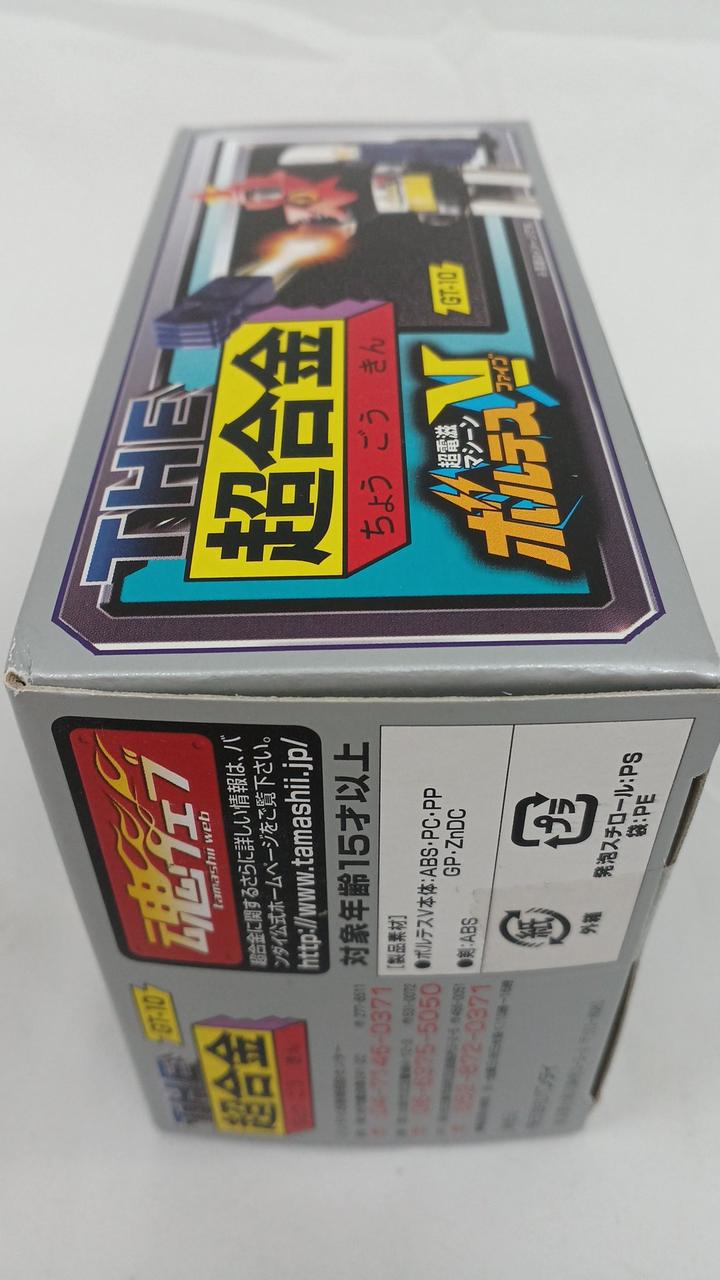 THE
超合金
ちょうごうきん
GT-10
超電磁
マシーン
ボルテスV
ファイブ
魂ウェブ
tamashii web
超合金に関するさらに詳しい情報は、バ
ンダイ公式ホームページをご覧下さい。
http://www.tamashii.jp/
対象年齢15才以上
[製品素材]
●ボルテスV本体:ABS・PC・PP
GP・ZnDC
●剣:ABS
プラ
発泡スチロール:PS
袋:PE
紙
外箱
GT-10
THE
超合金